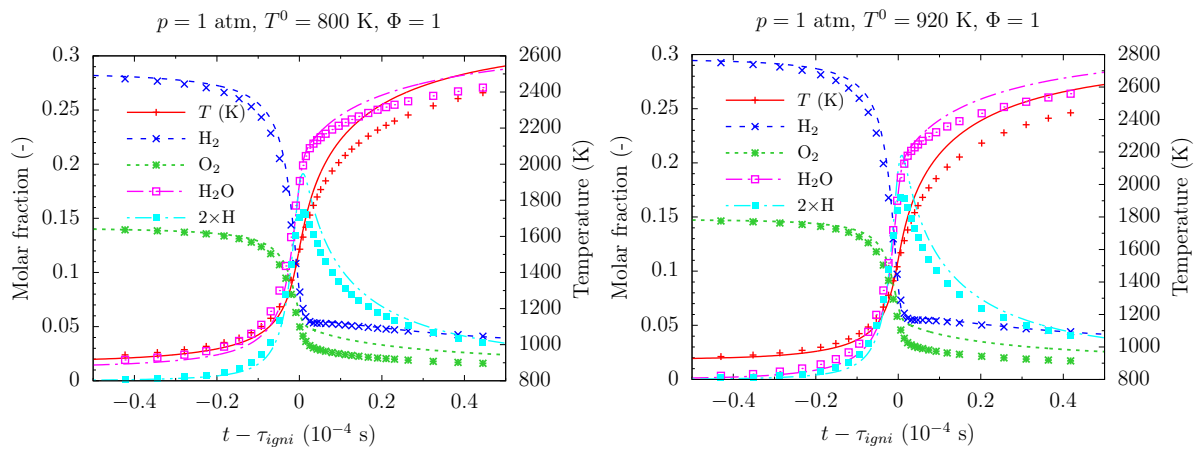 p = 1 atm, T⁰ = 800 K, Φ = 1
Molar fraction (-)
0.3
0.25
0.2
0.15
0.1
0.05
0
T (K)
H₂
O₂
H₂O
2×H
2600
2400
2200
2000
1800
1600
1400
1200
1000
800
Temperature (K)
−0.4
−0.2
0
0.2
0.4
t − τigni (10⁻⁴ s)
p = 1 atm, T⁰ = 920 K, Φ = 1
Molar fraction (-)
0.3
0.25
0.2
0.15
0.1
0.05
0
T (K)
H₂
O₂
H₂O
2×H
2800
2600
2400
2200
2000
1800
1600
1400
1200
1000
800
Temperature (K)
−0.4
−0.2
0
0.2
0.4
t − τigni (10⁻⁴ s)